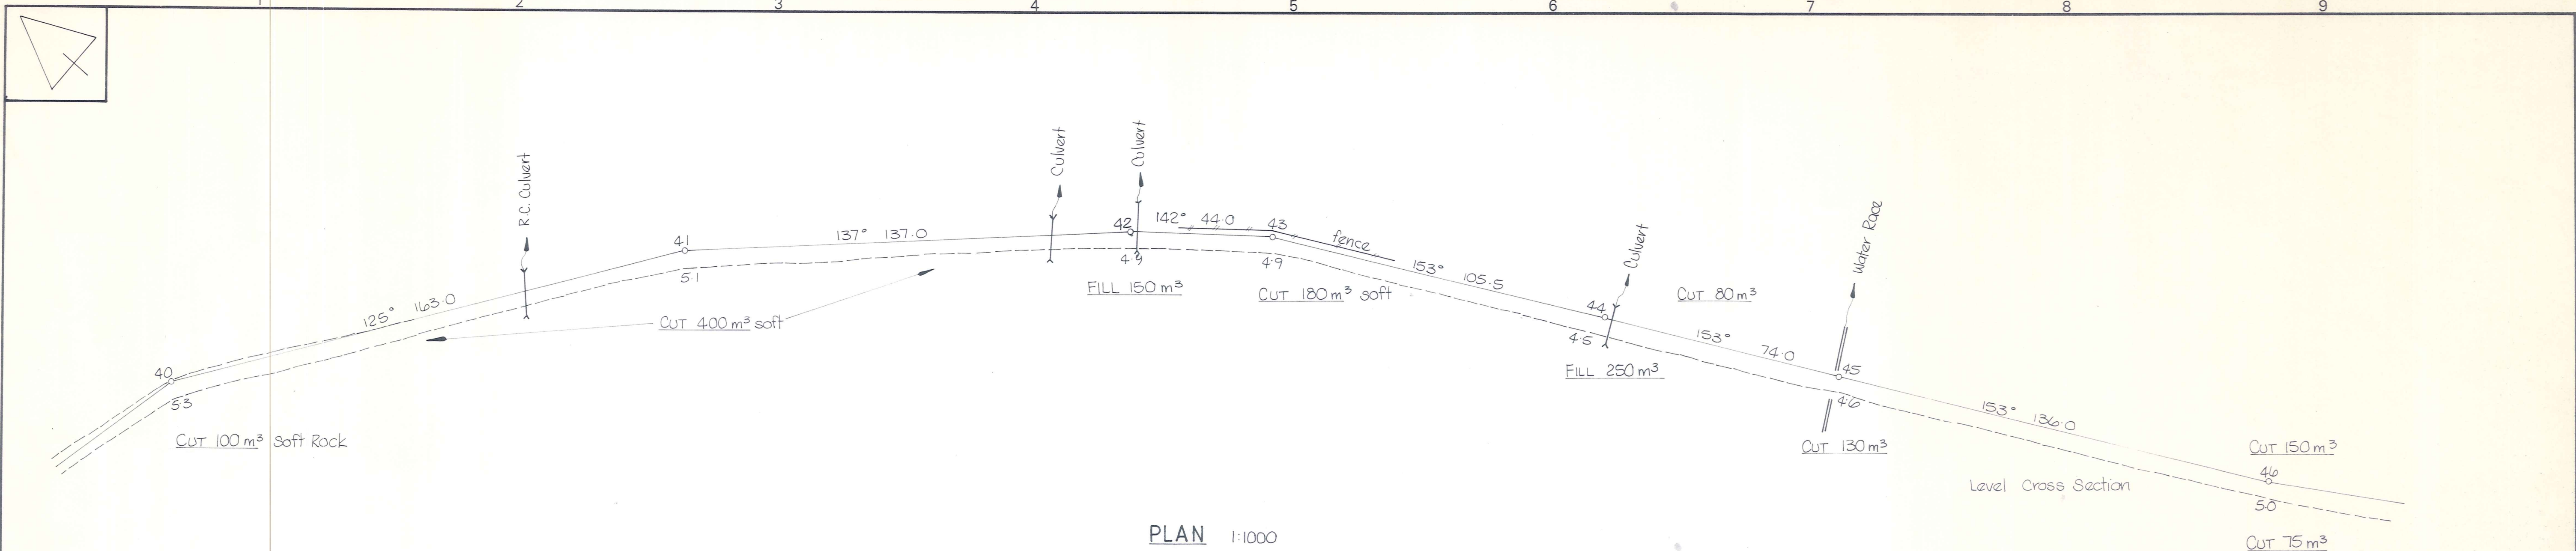 1 2 3 4 5 6 7 8 9
R.C. Culvert
Culvert
Culvert
Culvert
Water Race
40
125° 163·0
41
137° 137·0
42
142° 44·0
43
fence
153° 105·5
44
153° 74·0
45
153° 136·0
46
5·3
5·1
4·9
4·9
4·5
4·6
5·0
CUT 100 m³ Soft Rock
CUT 400 m³ soft
FILL 150 m³
CUT 180 m³ soft
FILL 250 m³
CUT 80 m³
CUT 130 m³
CUT 150 m³
Level Cross Section
CUT 75 m³
PLAN 1:1000